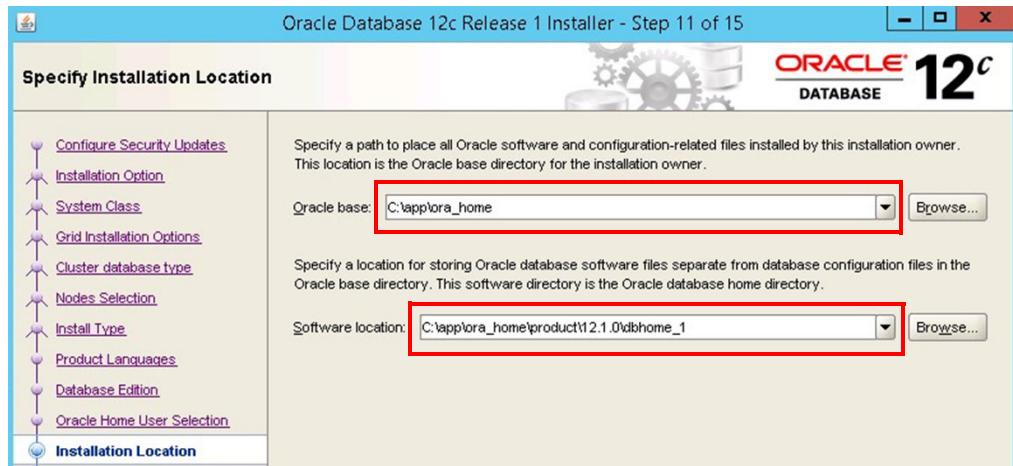 Oracle Database 12c Release 1 Installer - Step 11 of 15
Specify Installation Location
ORACLE 12c
DATABASE
Configure Security Updates
Installation Option
System Class
Grid Installation Options
Cluster database type
Nodes Selection
Install Type
Product Languages
Database Edition
Oracle Home User Selection
Installation Location
Specify a path to place all Oracle software and configuration-related files installed by this installation owner.
This location is the Oracle base directory for the installation owner.
Oracle base: C:\app\ora_home Browse...
Specify a location for storing Oracle database software files separate from database configuration files in the
Oracle base directory. This software directory is the Oracle database home directory.
Software location: C:\app\ora_home\product\12.1.0\dbhome_1 Browse...